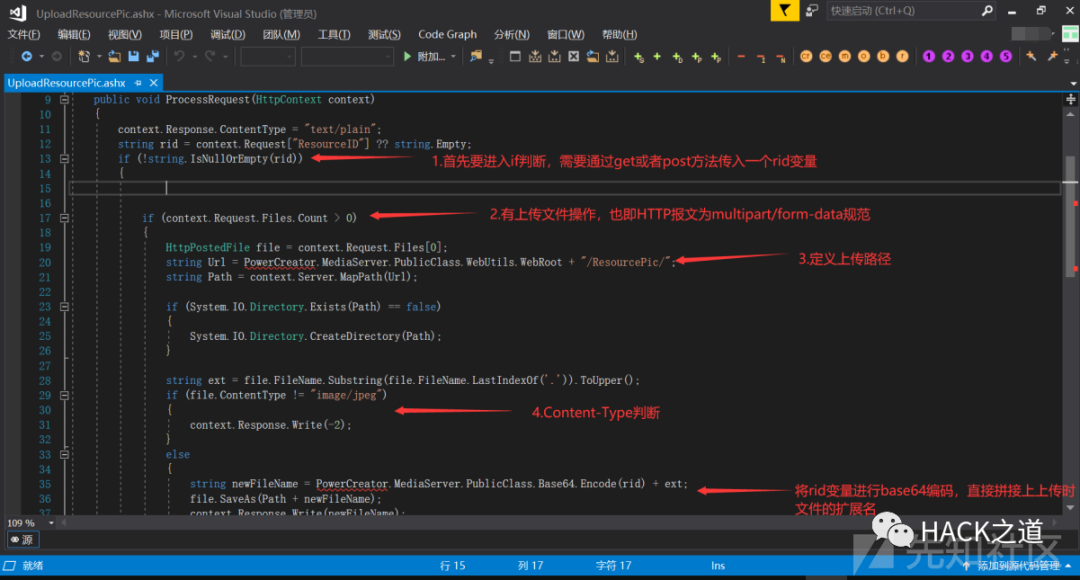 UploadResourcePic.ashx - Microsoft Visual Studio (管理员)
快速启动 (Ctrl+Q)
文件(F) 编辑(E) 视图(V) 项目(P) 调试(D) 团队(M) 工具(T) 测试(S) Code Graph 分析(N) 窗口(W) 帮助(H)
附加...
UploadResourcePic.ashx
9 public void ProcessRequest(HttpContext context)
10 {
11 context.Response.ContentType = "text/plain";
12 string rid = context.Request["ResourceID"] ?? string.Empty;
13 if (!string.IsNullOrEmpty(rid)) 1.首先要进入if判断，需要通过get或者post方法传入一个rid变量
14 {
15
16
17 if (context.Request.Files.Count > 0) 2.有上传文件操作，也即HTTP报文为multipart/form-data规范
18 {
19 HttpPostedFile file = context.Request.Files[0];
20 string Url = PowerCreator.MediaServer.PublicClass.WebUtils.WebRoot + "/ResourcePic/"; 3.定义上传路径
21 string Path = context.Server.MapPath(Url);
22
23 if (System.IO.Directory.Exists(Path) == false)
24 {
25 System.IO.Directory.CreateDirectory(Path);
26 }
27
28 string ext = file.FileName.Substring(file.FileName.LastIndexOf('.')).ToUpper();
29 if (file.ContentType != "image/jpeg")
30 { 4.Content-Type判断
31 context.Response.Write(-2);
32 }
33 else
34 {
35 string newFileName = PowerCreator.MediaServer.PublicClass.Base64.Encode(rid) + ext; 将rid变量进行base64编码，直接拼接上上传时
36 file.SaveAs(Path + newFileName); 文件的扩展名
37 context.Response.Write(newFileName);
109 %
HACK之道
源
先知社区
就绪 行 15 列 17 字符 17 Ins 添加到源代码管理